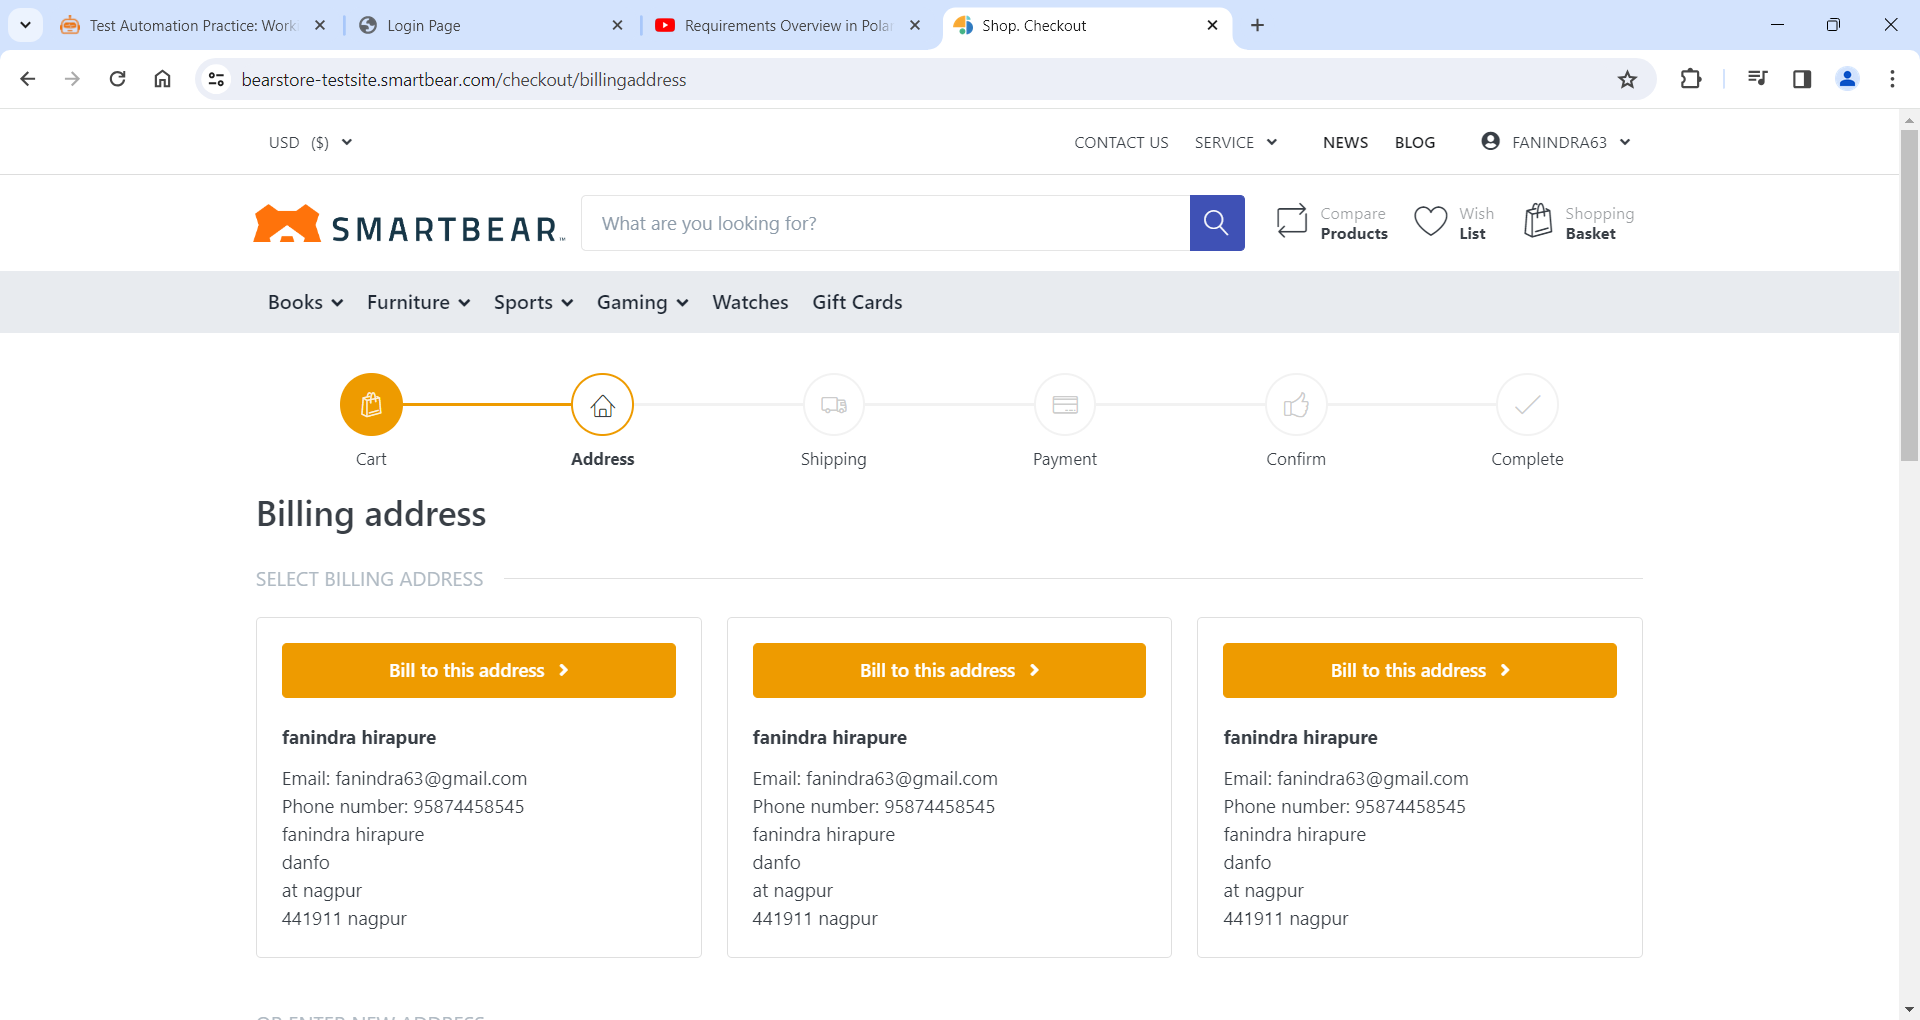 Test Automation Practice: Worki
Login Page
Requirements Overview in Polar
Shop. Checkout
bearstore-testsite.smartbear.com/checkout/billingaddress
USD ($)
CONTACT US SERVICE NEWS BLOG FANINDRA63
SMARTBEAR
What are you looking for?
Compare
Products
Wish
List
Shopping
Basket
Books Furniture Sports Gaming Watches Gift Cards
Cart Address Shipping Payment Confirm Complete
Billing address
SELECT BILLING ADDRESS
Bill to this address
fanindra hirapure
Email: fanindra63@gmail.com
Phone number: 95874458545
fanindra hirapure
danfo
at nagpur
441911 nagpur
Bill to this address
fanindra hirapure
Email: fanindra63@gmail.com
Phone number: 95874458545
fanindra hirapure
danfo
at nagpur
441911 nagpur
Bill to this address
fanindra hirapure
Email: fanindra63@gmail.com
Phone number: 95874458545
fanindra hirapure
danfo
at nagpur
441911 nagpur
OR ENTER NEW ADDRESS